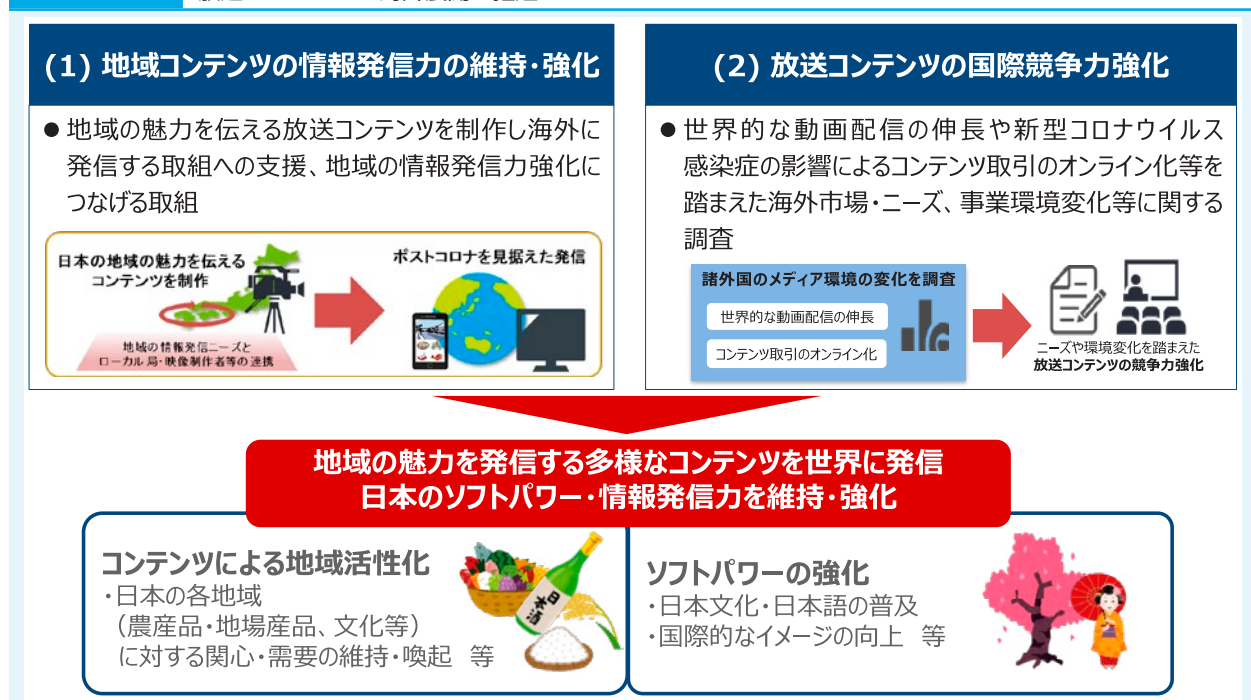 (1) 地域コンテンツの情報発信力の維持・強化
● 地域の魅力を伝える放送コンテンツを制作し海外に
発信する取組への支援、地域の情報発信力強化に
つなげる取組
日本の地域の魅力を伝える
コンテンツを制作
地域の情報発信ニーズと
ローカル局・映像制作者等の連携
ポストコロナを見据えた発信
(2) 放送コンテンツの国際競争力強化
● 世界的な動画配信の伸長や新型コロナウイルス
感染症の影響によるコンテンツ取引のオンライン化等を
踏まえた海外市場・ニーズ、事業環境変化等に関する
調査
諸外国のメディア環境の変化を調査
世界的な動画配信の伸長
コンテンツ取引のオンライン化
ニーズや環境変化を踏まえた
放送コンテンツの競争力強化
地域の魅力を発信する多様なコンテンツを世界に発信
日本のソフトパワー・情報発信力を維持・強化
コンテンツによる地域活性化
・日本の各地域
（農産品・地場産品、文化等）
に対する関心・需要の維持・喚起 等
日本酒
ソフトパワーの強化
・日本文化・日本語の普及
・国際的なイメージの向上 等